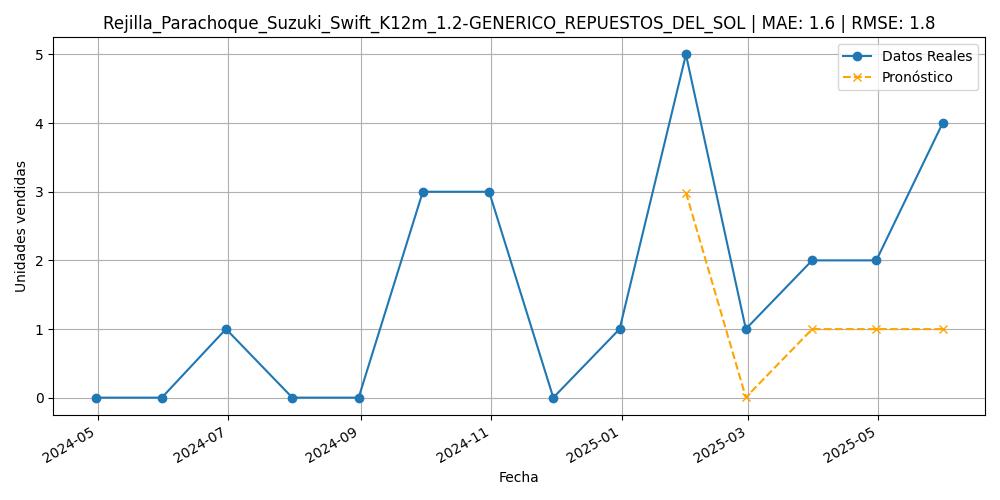 Rejilla_Parachoque_Suzuki_Swift_K12m_1.2-GENERICO_REPUESTOS_DEL_SOL | MAE: 1.6 | RMSE: 1.8
Datos Reales
Pronóstico
Unidades vendidas
5
4
3
2
1
0
2024-05
2024-07
2024-09
2024-11
2025-01
2025-03
2025-05
Fecha